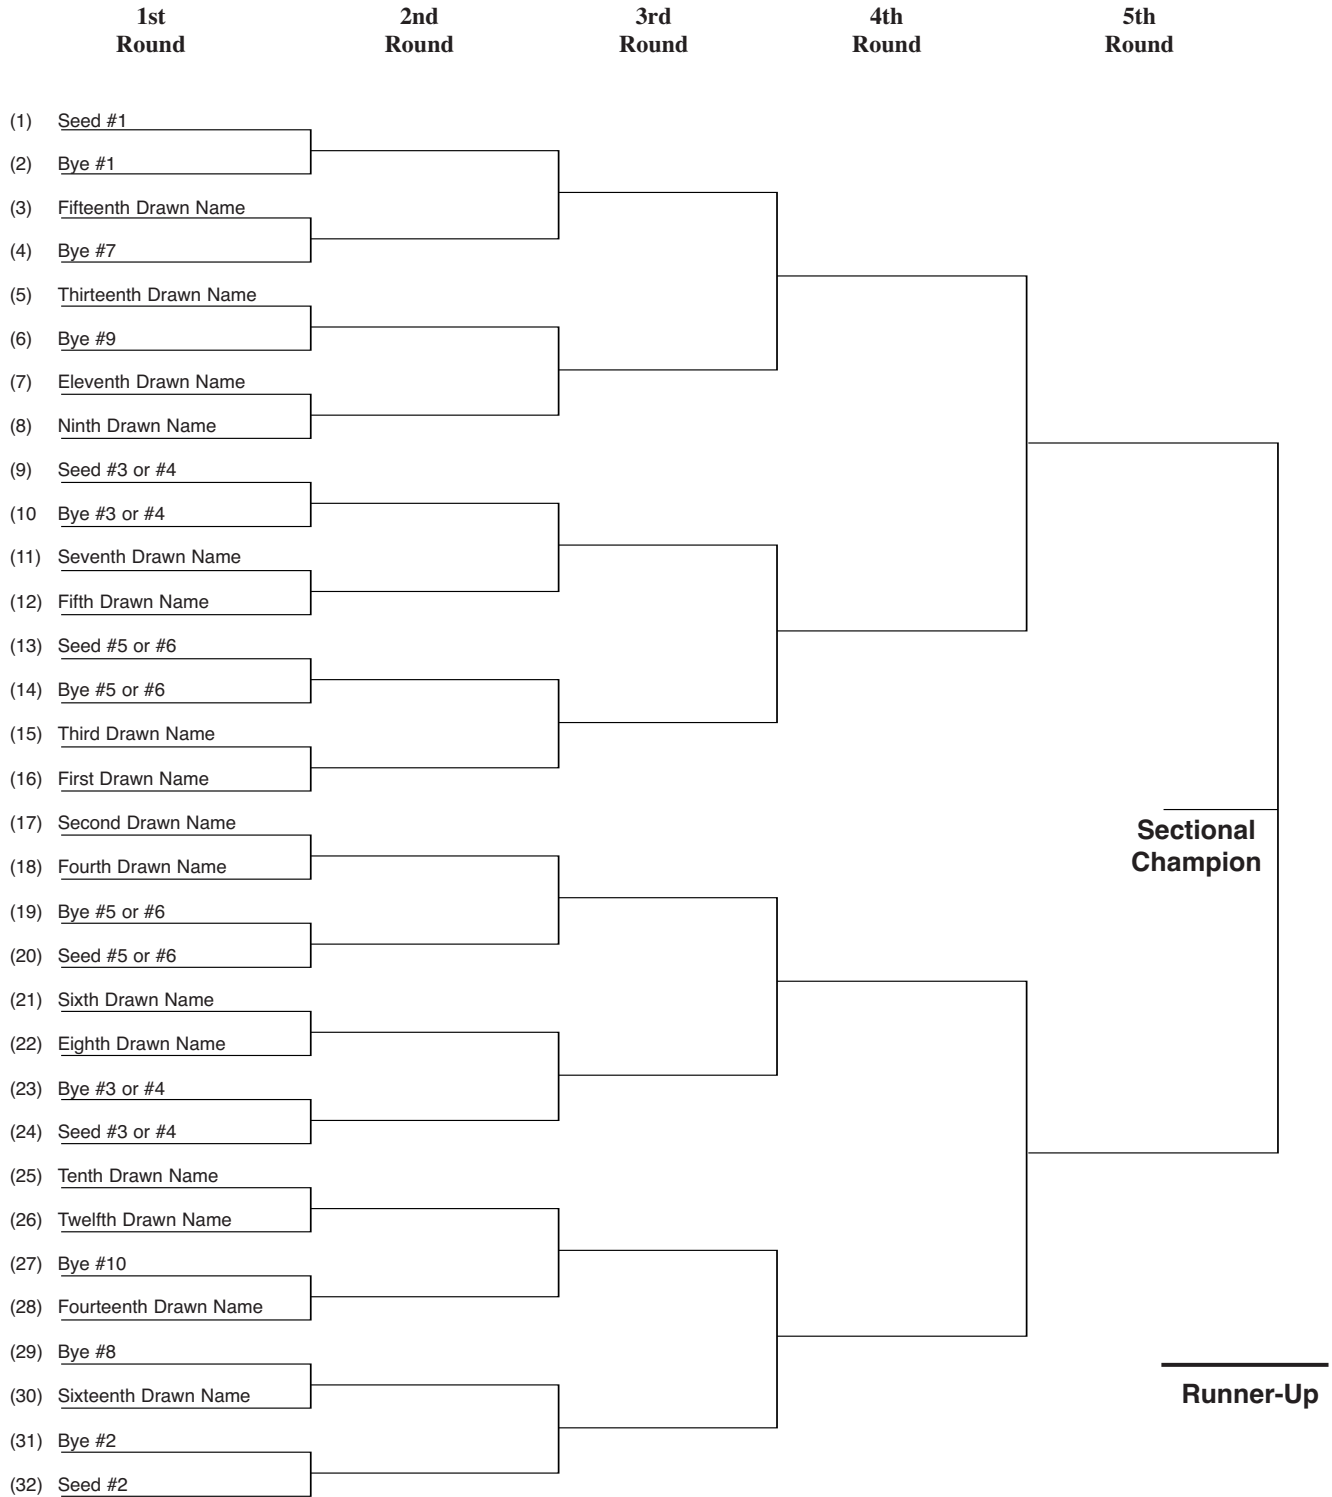 1st 2nd 3rd 4th 5th
Round Round Round Round Round
(1) Seed #1
(2) Bye #1
(3) Fifteenth Drawn Name
(4) Bye #7
(5) Thirteenth Drawn Name
(6) Bye #9
(7) Eleventh Drawn Name
(8) Ninth Drawn Name
(9) Seed #3 or #4
(10 Bye #3 or #4
(11) Seventh Drawn Name
(12) Fifth Drawn Name
(13) Seed #5 or #6
(14) Bye #5 or #6
(15) Third Drawn Name
(16) First Drawn Name
(17) Second Drawn Name
(18) Fourth Drawn Name
(19) Bye #5 or #6
(20) Seed #5 or #6
(21) Sixth Drawn Name
(22) Eighth Drawn Name
(23) Bye #3 or #4
(24) Seed #3 or #4
(25) Tenth Drawn Name
(26) Twelfth Drawn Name
(27) Bye #10
(28) Fourteenth Drawn Name
(29) Bye #8
(30) Sixteenth Drawn Name
(31) Bye #2
(32) Seed #2
Sectional
Champion
Runner-Up